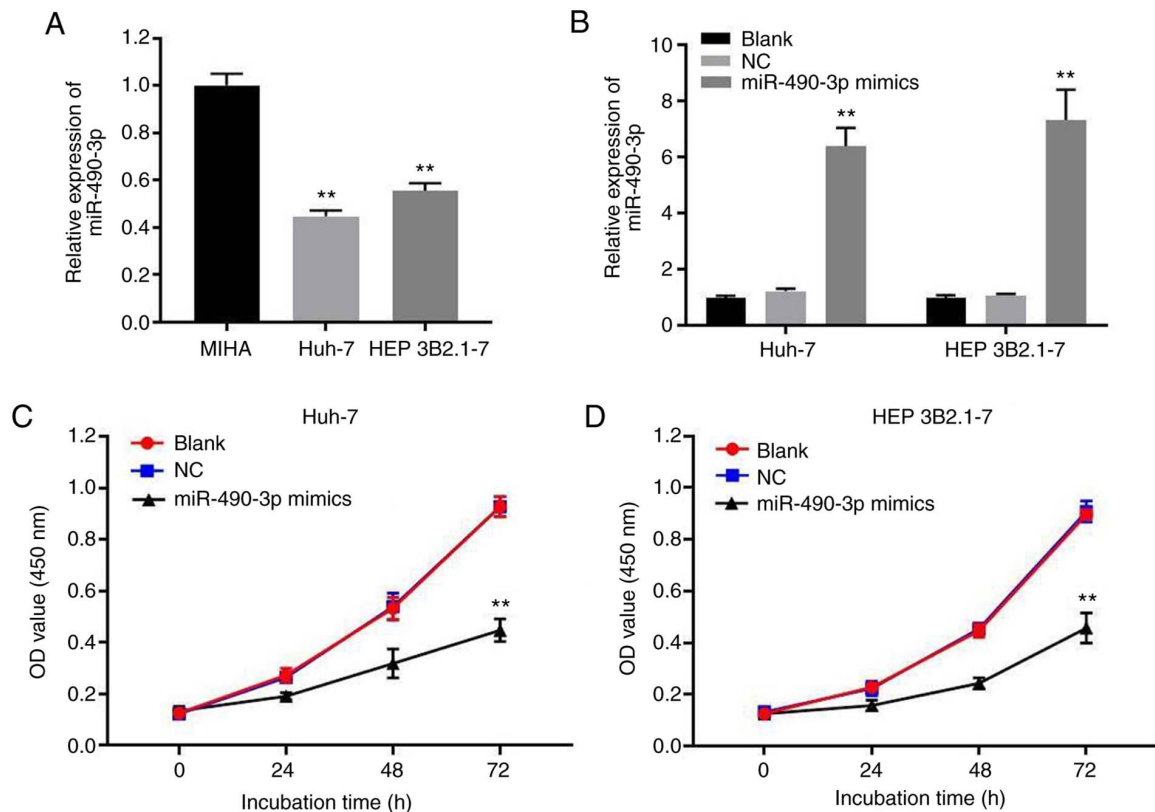 A
Relative expression of
miR-490-3p
1.2
1.0
0.8
0.6
0.4
0.2
0.0
**
**
MIHA
Huh-7
HEP 3B2.1-7
B
Blank
NC
miR-490-3p mimics
Relative expression of
miR-490-3p
10
8
6
4
2
0
**
**
Huh-7
HEP 3B2.1-7
C
Huh-7
Blank
NC
miR-490-3p mimics
OD value (450 nm)
1.2
1.0
0.8
0.6
0.4
0.2
0.0
**
0
24
48
72
Incubation time (h)
D
HEP 3B2.1-7
Blank
NC
miR-490-3p mimics
OD value (450 nm)
1.2
1.0
0.8
0.6
0.4
0.2
0.0
**
0
24
48
72
Incubation time (h)